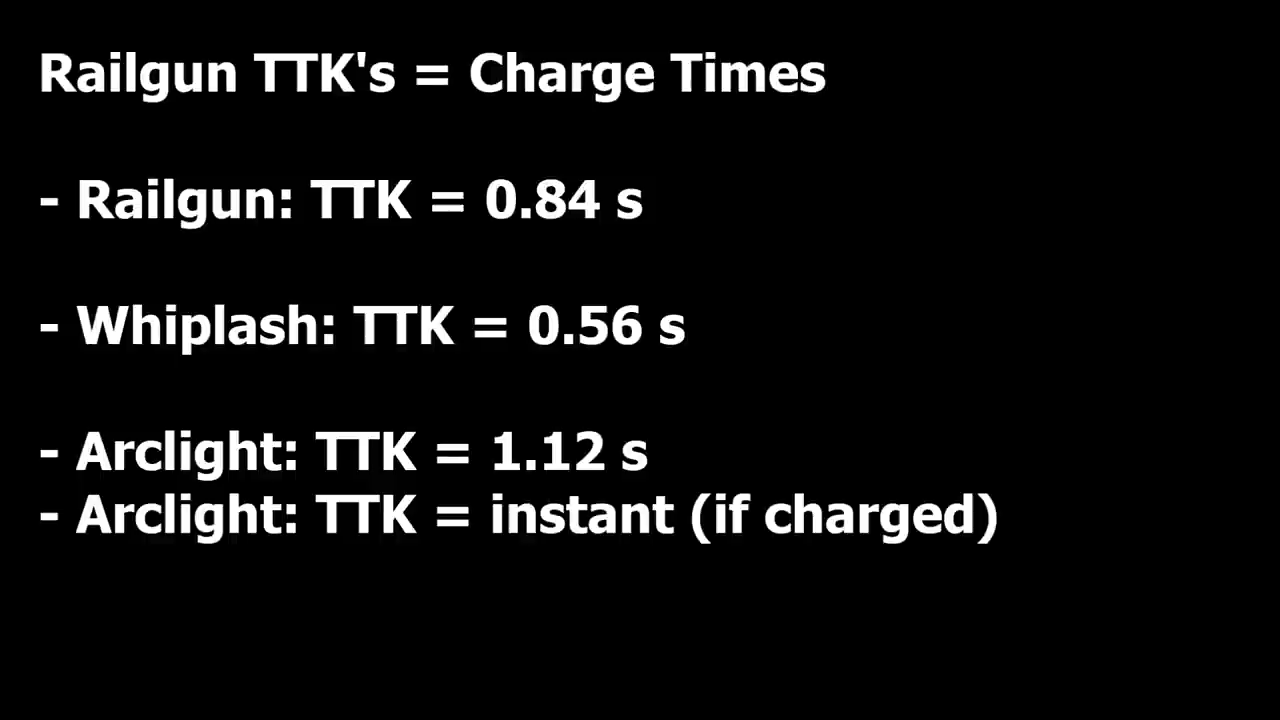 Railgun TTK's = Charge Times
- Railgun: TTK = 0.84 s
- Whiplash: TTK = 0.56 s
- Arclight: TTK = 1.12 s
- Arclight: TTK = instant (if charged)